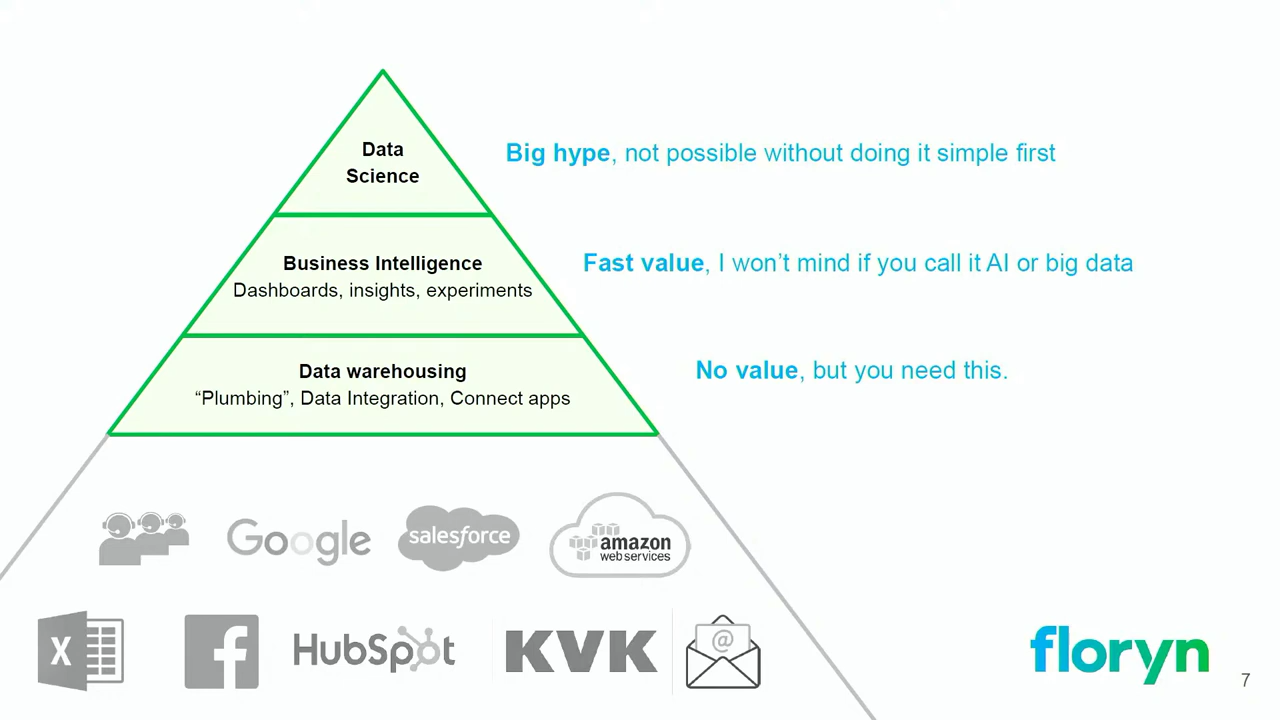 Data
Science
Big hype, not possible without doing it simple first
Business Intelligence
Dashboards, insights, experiments
Fast value, I won’t mind if you call it AI or big data
Data warehousing
“Plumbing”, Data Integration, Connect apps
No value, but you need this.
Google
salesforce
amazon
webservices
X
f
HubSpot
KVK
@
floryn
7